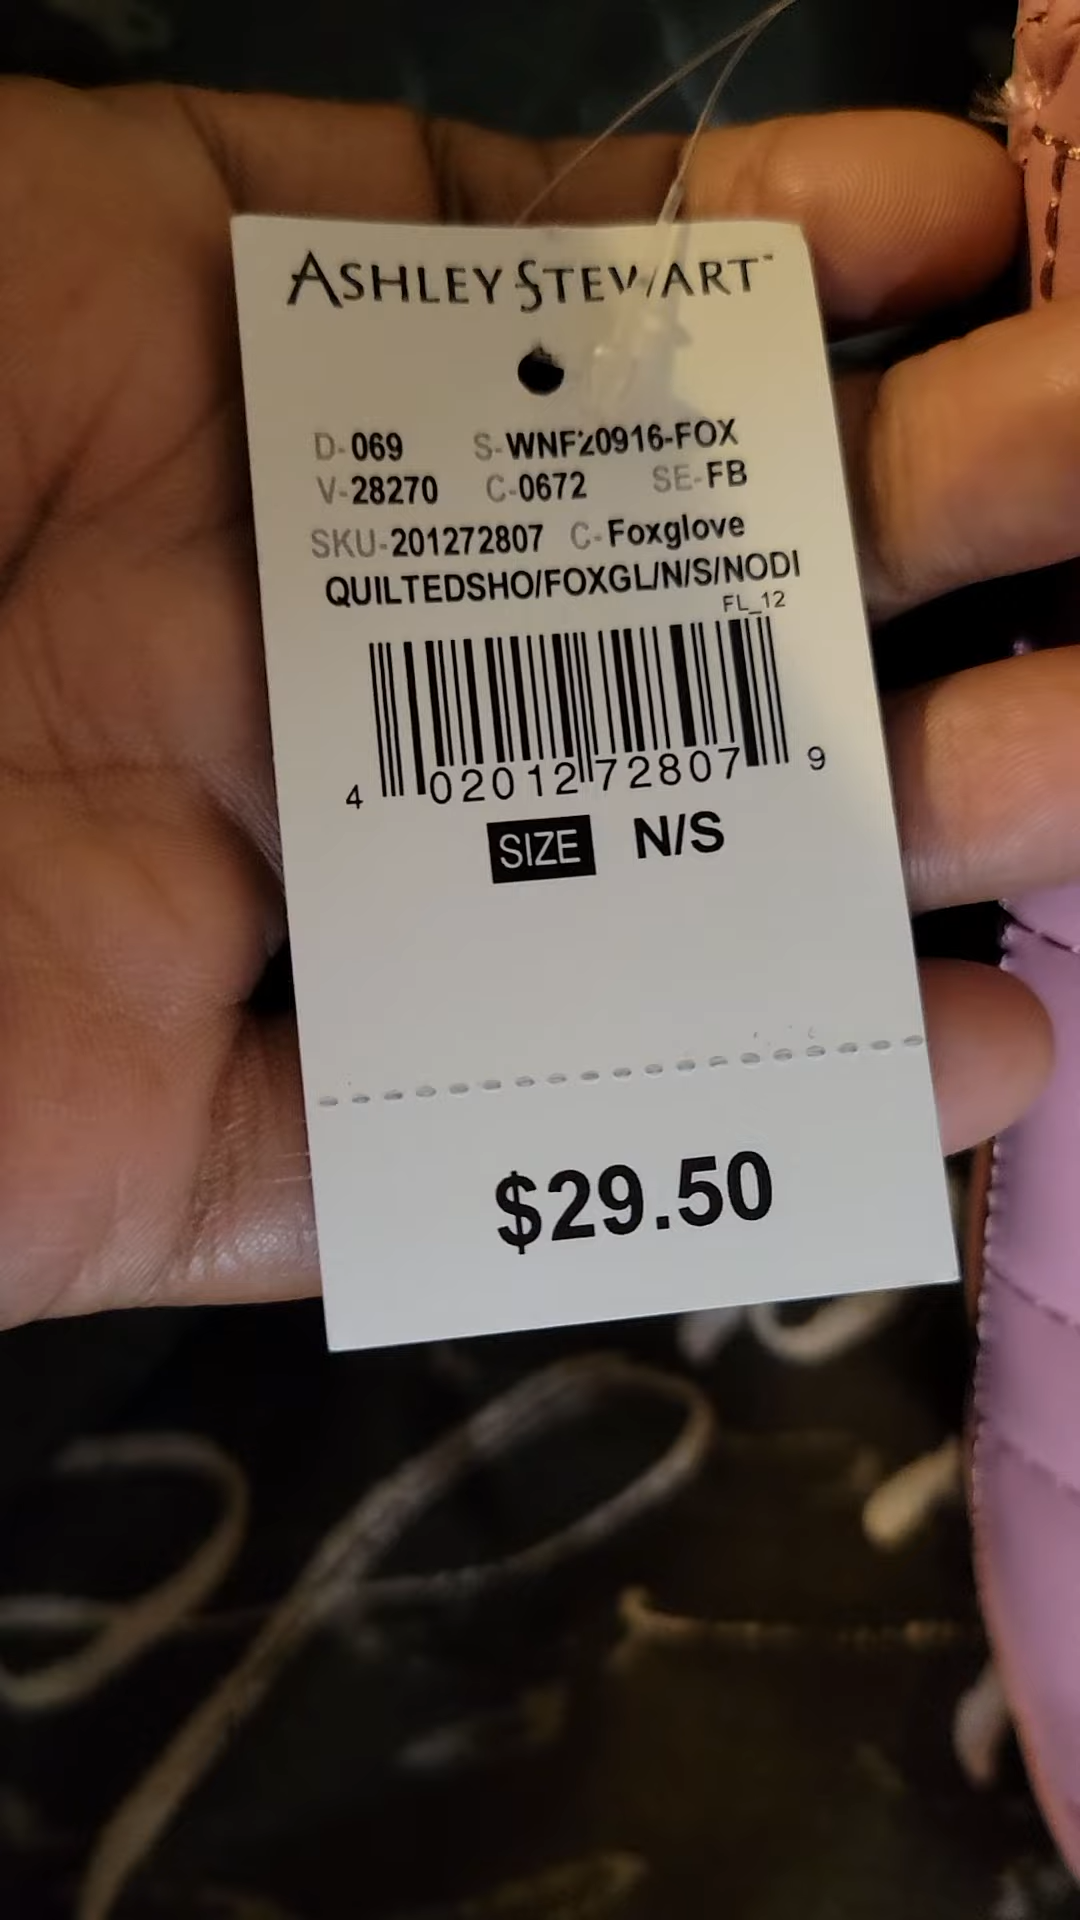 ASHLEY STEWART™
D-069 S-WNF20916-FOX
V-28270 C-0672 SE-FB
SKU-201272807 C-Foxglove
QUILTEDSHO/FOXGL/N/S/NODI
FL_12
4 02012 72807 9
SIZE N/S
$29.50